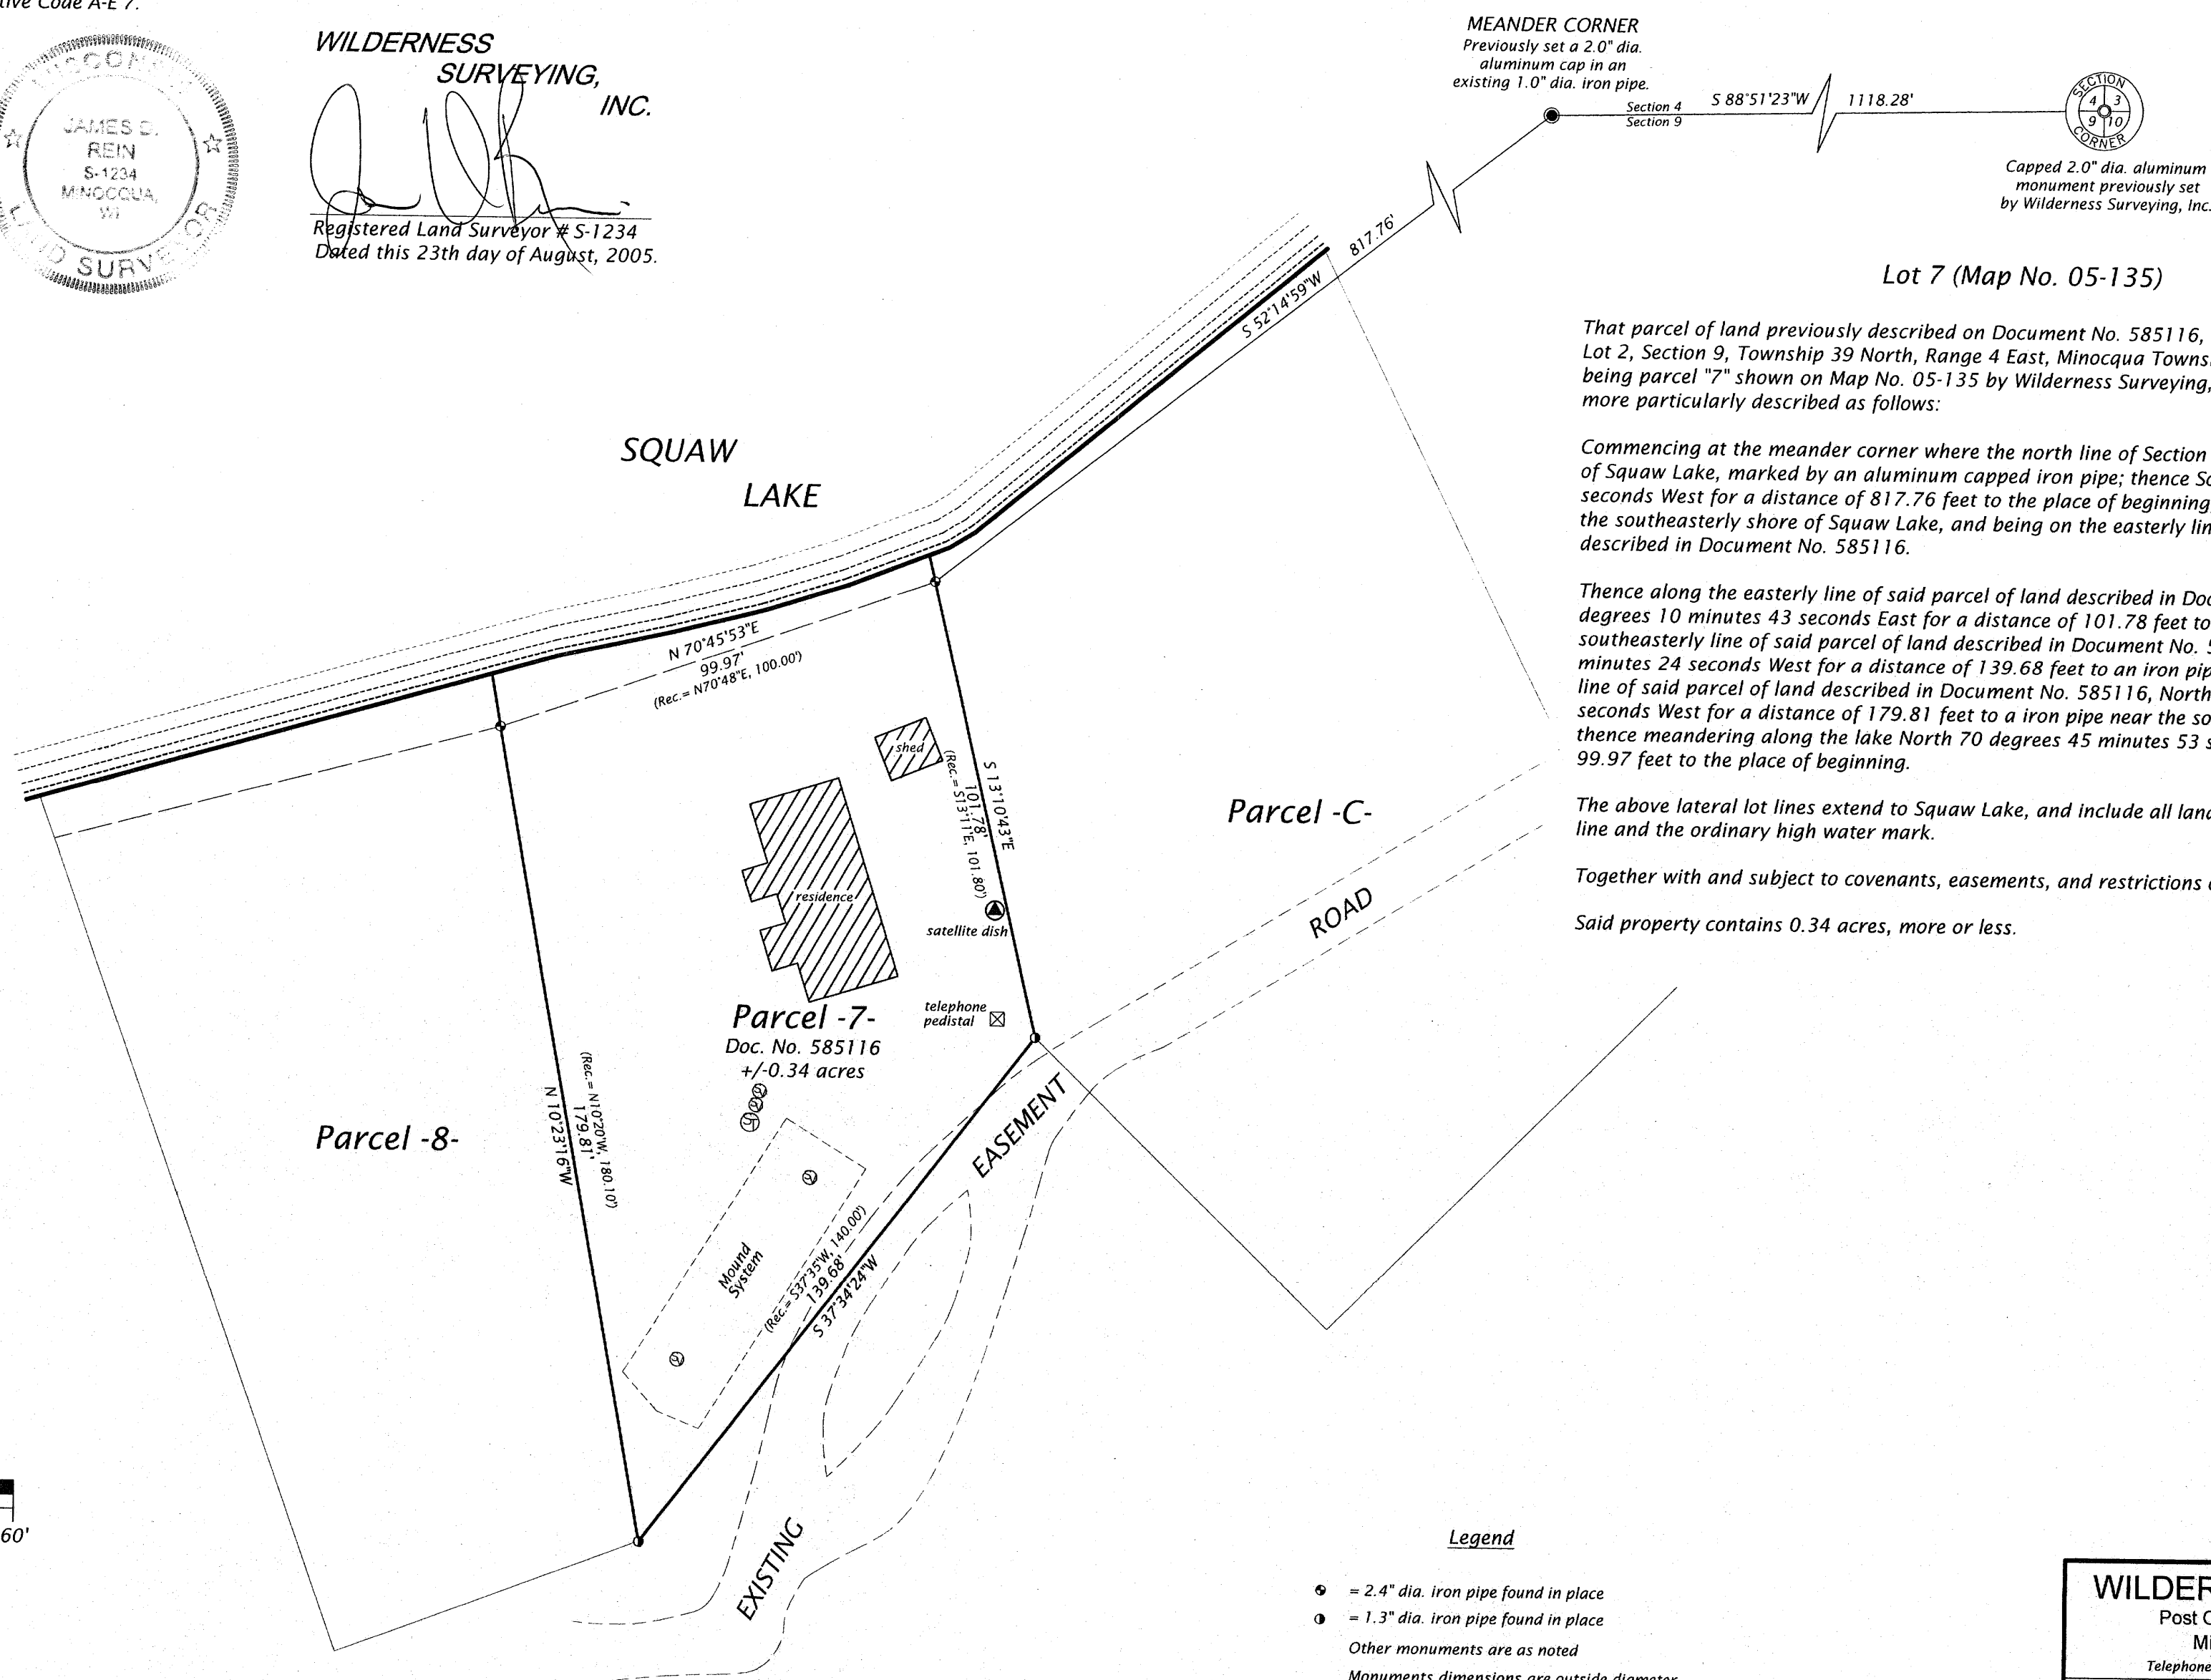 tive Code A-E 7.
WISCONSIN
JAMES D.
REIN
S-1234
MINOCQUA,
WI
LAND SURVEYOR
WILDERNESS
SURVEYING,
INC.
Registered Land Surveyor # S-1234
Dated this 23th day of August, 2005.
MEANDER CORNER
Previously set a 2.0" dia.
aluminum cap in an
existing 1.0" dia. iron pipe.
Section 4
Section 9
S 88°51'23"W
1118.28'
SECTION
4 3
9 10
CORNER
Capped 2.0" dia. aluminum
monument previously set
by Wilderness Surveying, Inc.
817.76'
S 52°14'59"W
Lot 7 (Map No. 05-135)
That parcel of land previously described on Document No. 585116,
Lot 2, Section 9, Township 39 North, Range 4 East, Minocqua Towns
being parcel "7" shown on Map No. 05-135 by Wilderness Surveying,
more particularly described as follows:
Commencing at the meander corner where the north line of Section
of Squaw Lake, marked by an aluminum capped iron pipe; thence So
seconds West for a distance of 817.76 feet to the place of beginning
the southeasterly shore of Squaw Lake, and being on the easterly lin
described in Document No. 585116.
Thence along the easterly line of said parcel of land described in Doc
degrees 10 minutes 43 seconds East for a distance of 101.78 feet to
southeasterly line of said parcel of land described in Document No. 5
minutes 24 seconds West for a distance of 139.68 feet to an iron pip
line of said parcel of land described in Document No. 585116, North
seconds West for a distance of 179.81 feet to a iron pipe near the so
thence meandering along the lake North 70 degrees 45 minutes 53 s
99.97 feet to the place of beginning.
The above lateral lot lines extend to Squaw Lake, and include all land
line and the ordinary high water mark.
Together with and subject to covenants, easements, and restrictions
Said property contains 0.34 acres, more or less.
SQUAW
LAKE
N 70°45'53"E
99.97'
(Rec.= N70°48"E, 100.00')
shed
S 13°10'43"E
101.78'
(Rec.= S13°11'E, 101.80')
residence
satellite dish
Parcel -C-
ROAD
telephone
pedistal
Parcel -7-
Doc. No. 585116
+/-0.34 acres
EASEMENT
(Rec.= N10°20'W, 180.10')
179.81'
N 10°23'16"W
Parcel -8-
Mound
System
(Rec.= S37°35'W, 140.00')
139.68'
S 37°34'24"W
EXISTING
60'
Legend
= 2.4" dia. iron pipe found in place
= 1.3" dia. iron pipe found in place
Other monuments are as noted
Monuments dimensions are outside diameter
WILDER
Post O
Mi
Telephone